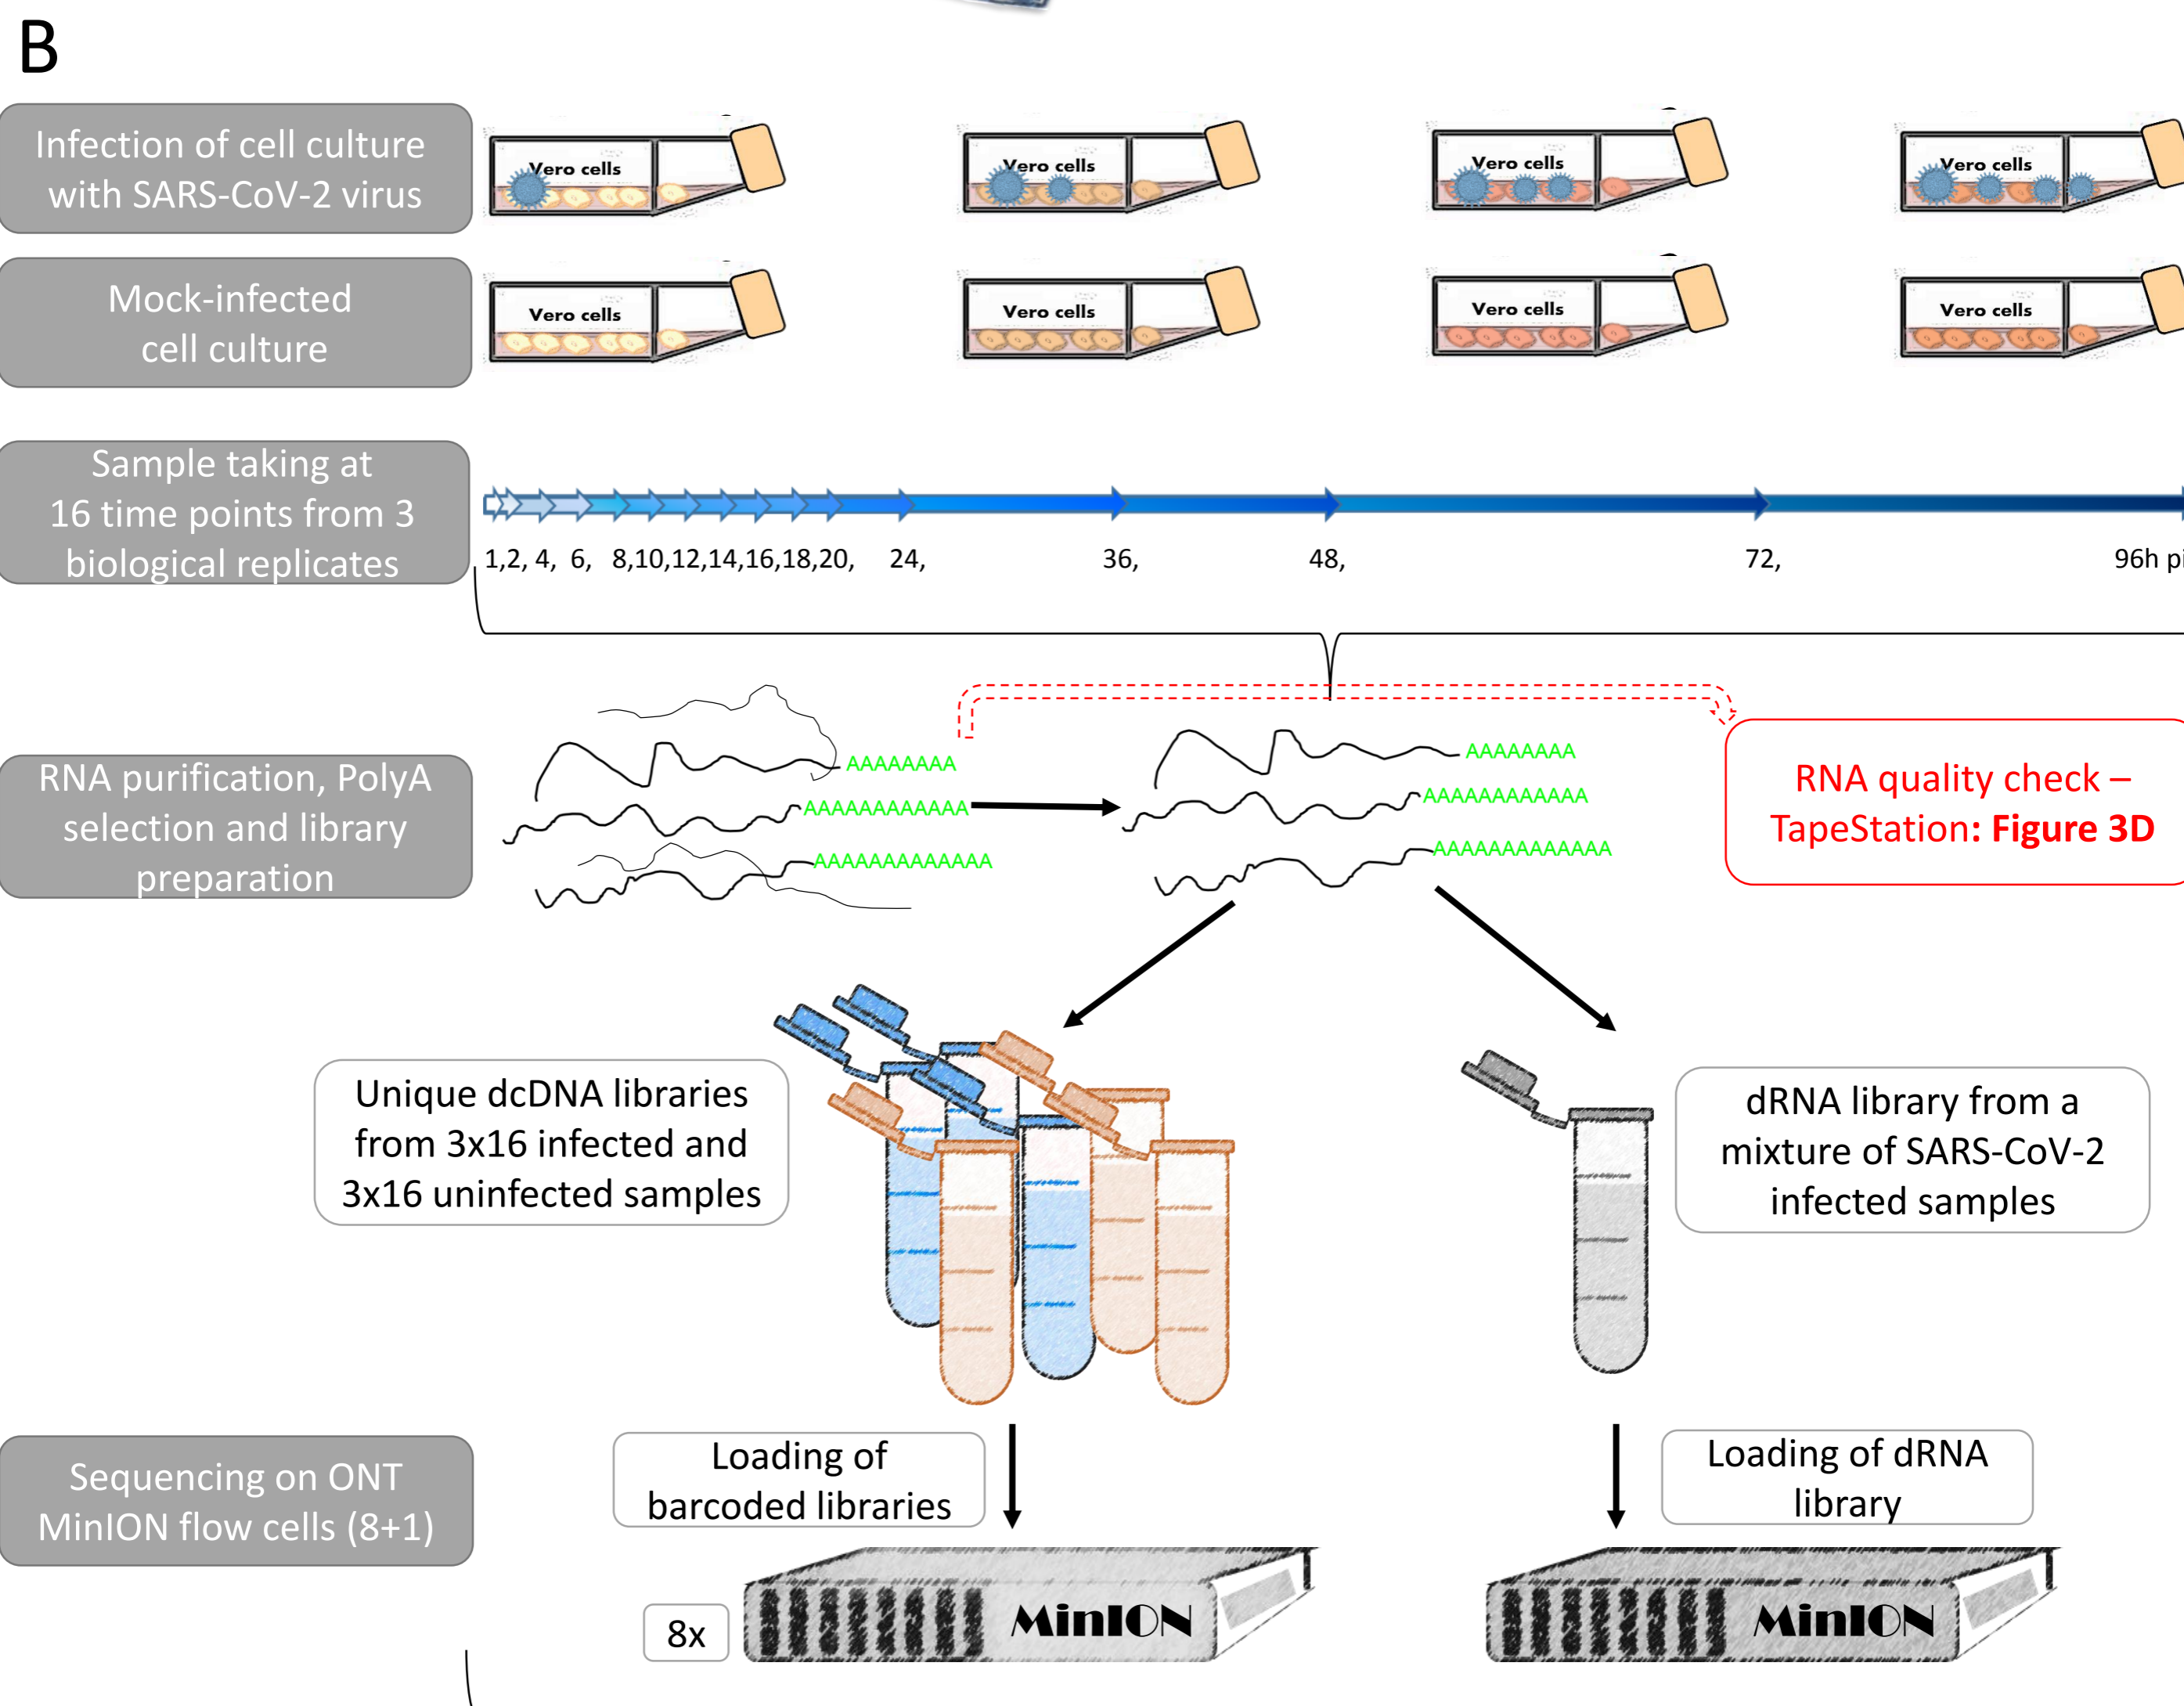 B
Infection of cell culture
with SARS-CoV-2 virus
Vero cells
Vero cells
Vero cells
Vero cells
Mock-infected
cell culture
Vero cells
Vero cells
Vero cells
Vero cells
Sample taking at
16 time points from 3
biological replicates
1,2, 4, 6, 8,10,12,14,16,18,20, 24, 36, 48, 72, 96h pi
RNA purification, PolyA
selection and library
preparation
AAAAAAAA
AAAAAAAAAAAA
AAAAAAAAAAAAA
AAAAAAAA
AAAAAAAAAAAA
AAAAAAAAAAAAA
RNA quality check –
TapeStation: Figure 3D
Unique dcDNA libraries
from 3x16 infected and
3x16 uninfected samples
dRNA library from a
mixture of SARS-CoV-2
infected samples
Sequencing on ONT
MinION flow cells (8+1)
Loading of
barcoded libraries
Loading of dRNA
library
8x
MinION
MinION